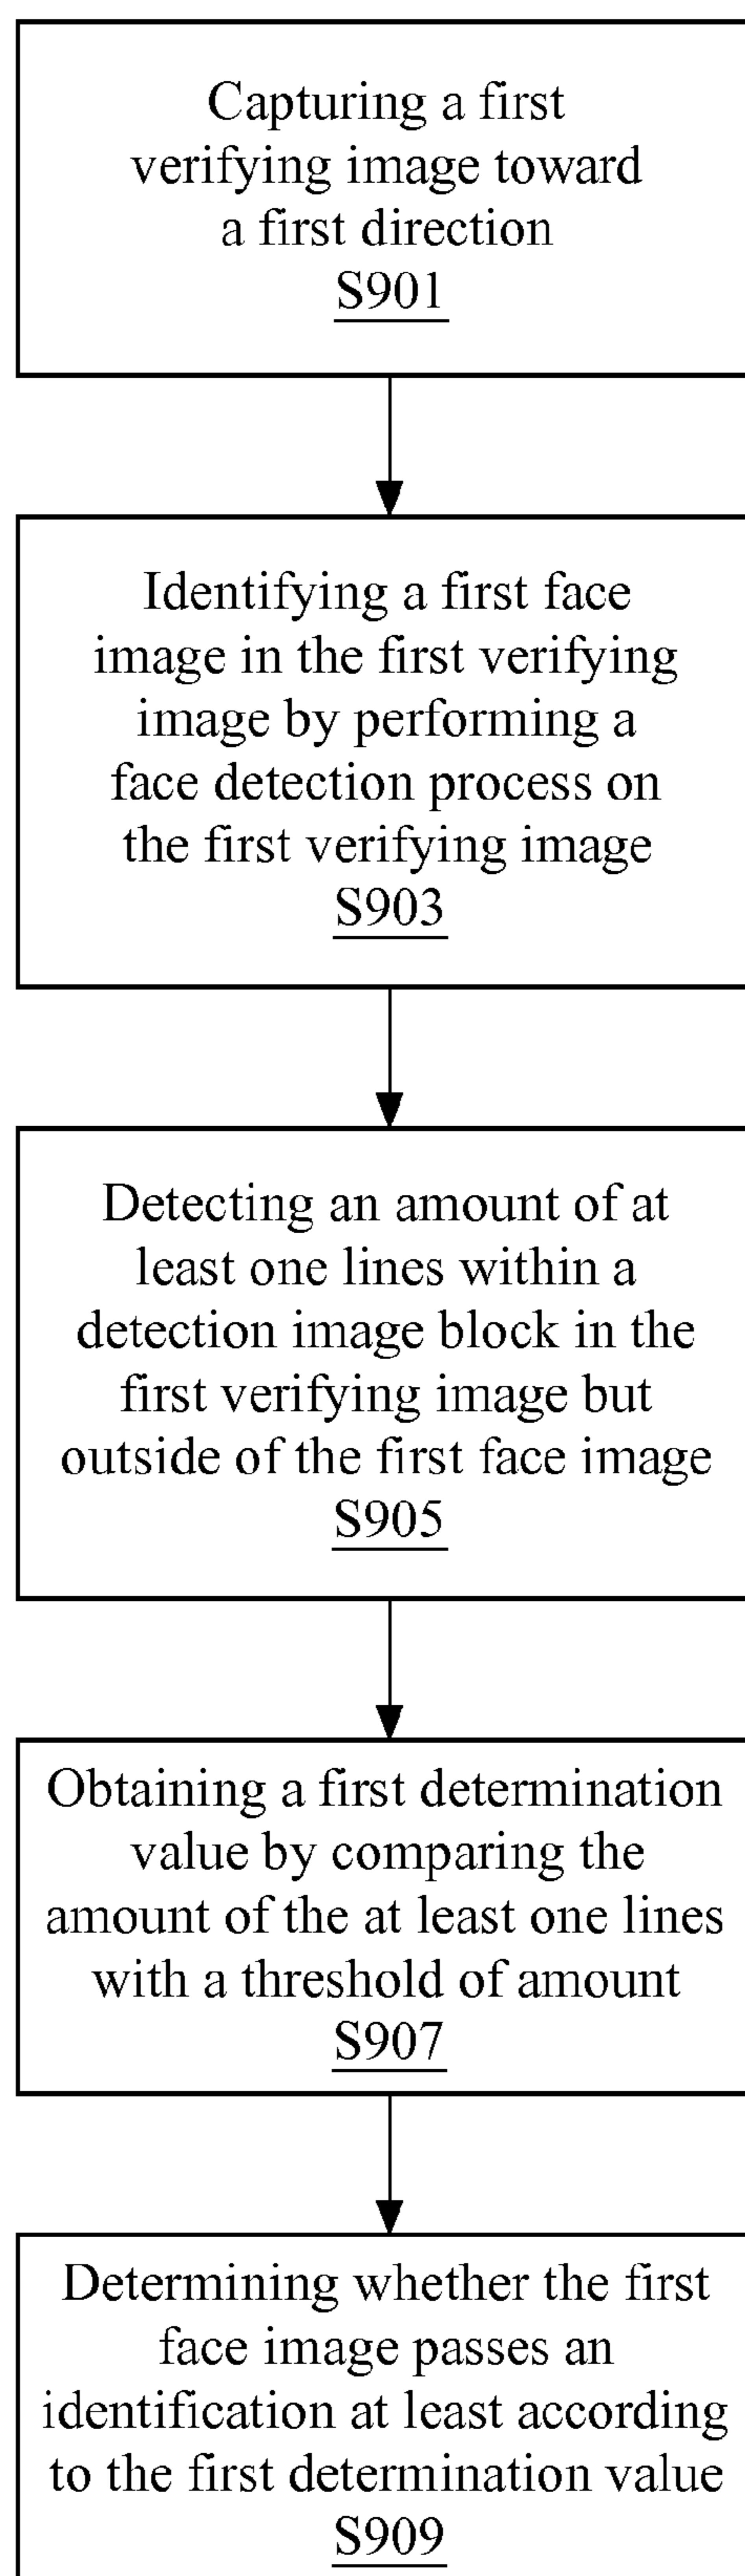 Capturing a first
verifying image toward
a first direction
S901
Identifying a first face
image in the first verifying
image by performing a
face detection process on
the first verifying image
S903
Detecting an amount of at
least one lines within a
detection image block in the
first verifying image but
outside of the first face image
S905
Obtaining a first determination
value by comparing the
amount of the at least one lines
with a threshold of amount
S907
Determining whether the first
face image passes an
identification at least according
to the first determination value
S909